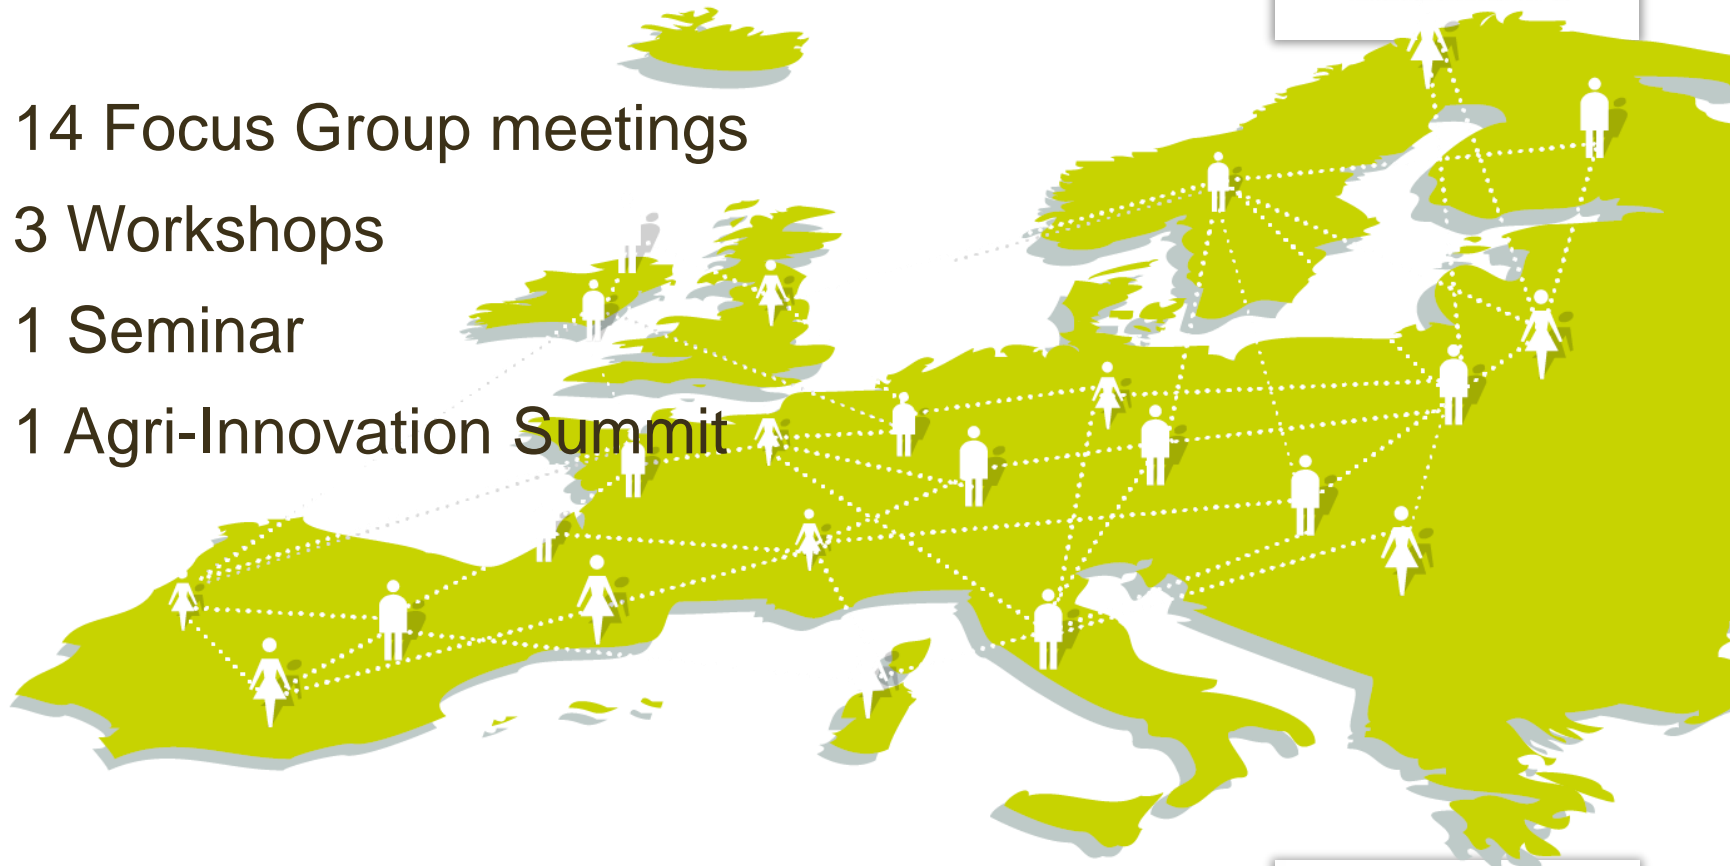 14 Focus Group meetings
3 Workshops
1 Seminar
1 Agri-Innovation Summit